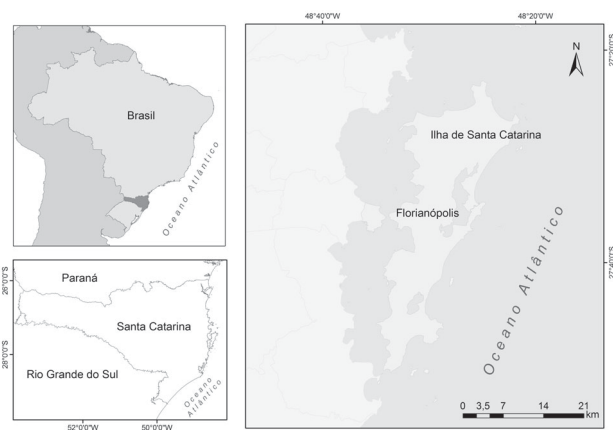 Brasil
Oceano Atlântico
Paraná
Santa Catarina
Rio Grande do Sul
Oceano
Atlântico
26°0'0"S
28°0'0"S
52°0'0"W 50°0'0"W
48°40'0"W 48°20'0"W
27°20'0"S
N
Ilha de Santa Catarina
Florianópolis
27°40'0"S
Oceano Atlântico
0 3,5 7 14 21
km